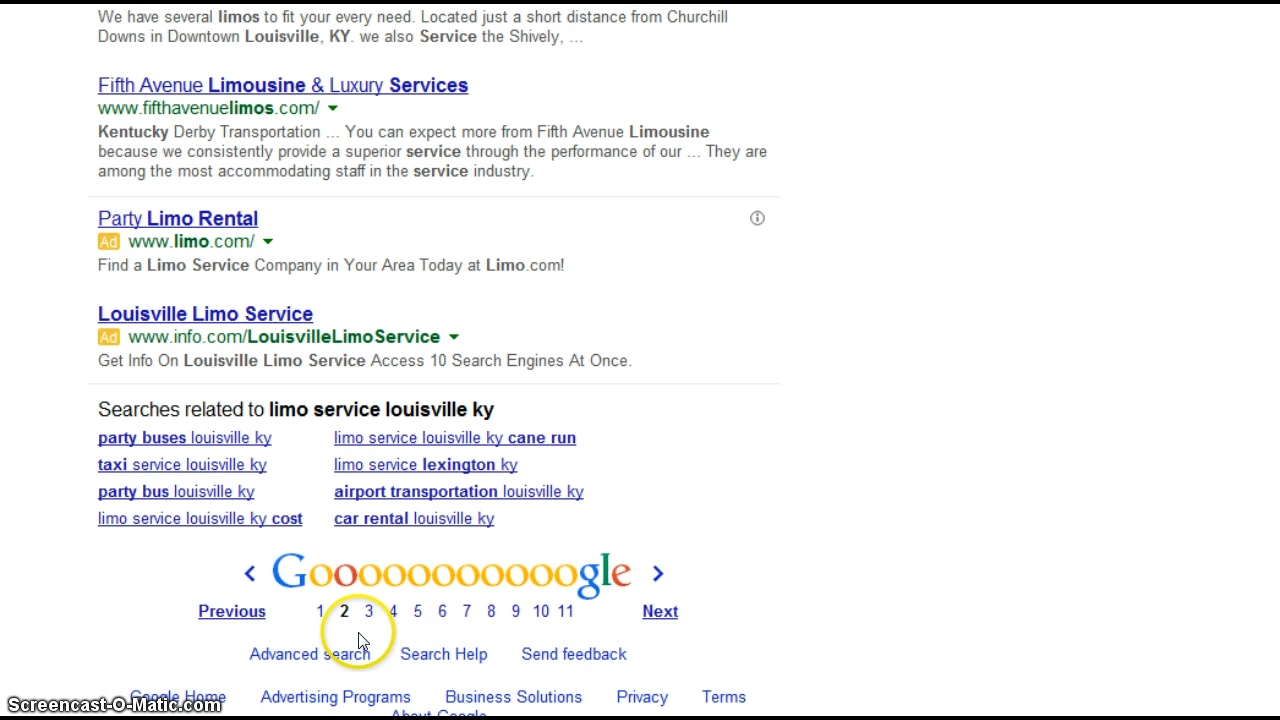 We have several limos to fit your every need. Located just a short distance from Churchill
Downs in Downtown Louisville, KY. we also Service the Shively, ...
Fifth Avenue Limousine & Luxury Services
www.fifthavenuelimos.com/
Kentucky Derby Transportation ... You can expect more from Fifth Avenue Limousine
because we consistently provide a superior service through the performance of our ... They are
among the most accommodating staff in the service industry.
Party Limo Rental
Ad www.limo.com/
Find a Limo Service Company in Your Area Today at Limo.com!
Louisville Limo Service
Ad www.info.com/LouisvilleLimoService
Get Info On Louisville Limo Service Access 10 Search Engines At Once.
Searches related to limo service louisville ky
party buses louisville ky limo service louisville ky cane run
taxi service louisville ky limo service lexington ky
party bus louisville ky airport transportation louisville ky
limo service louisville ky cost car rental louisville ky
< Goooooooooooogle >
Previous 1 2 3 4 5 6 7 8 9 10 11 Next
Advanced search Search Help Send feedback
Google Home Advertising Programs Business Solutions Privacy Terms
About Google
Screencast-O-Matic.com